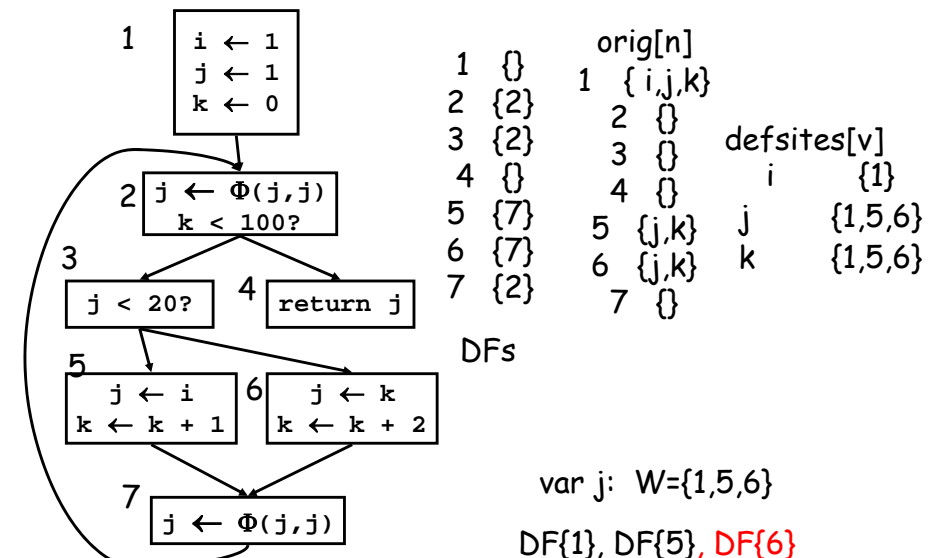 1
i ← 1
j ← 1
k ← 0
2
j ← Φ(j,j)
k < 100?
3
j < 20?
4
return j
5
j ← i
k ← k + 1
6
j ← k
k ← k + 2
7
j ← Φ(j,j)
1 {}
2 {2}
3 {2}
4 {}
5 {7}
6 {7}
7 {2}
DFs
orig[n]
1 { i,j,k}
2 {}
3 {}
4 {}
5 {j,k}
6 {j,k}
7 {}
defsites[v]
i {1}
j {1,5,6}
k {1,5,6}
var j: W={1,5,6}
DF{1}, DF{5}, DF{6}